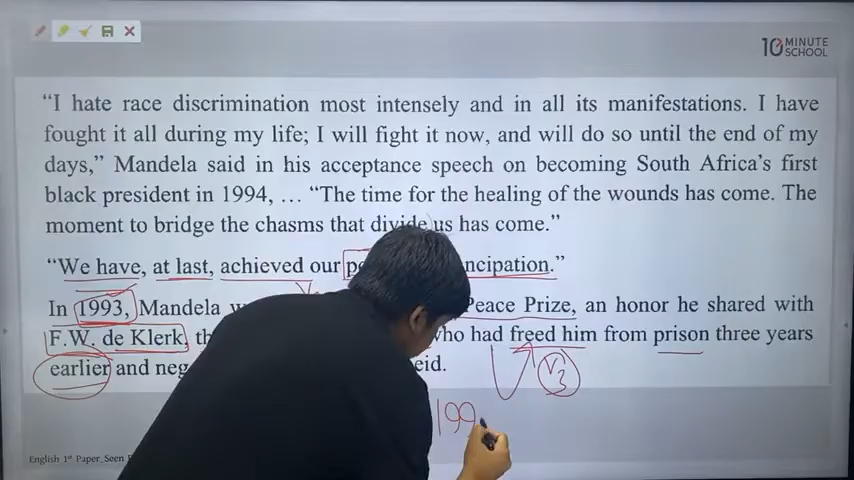 10 MINUTE
SCHOOL
“I hate race discrimination most intensely and in all its manifestations. I have
fought it all during my life; I will fight it now, and will do so until the end of my
days,” Mandela said in his acceptance speech on becoming South Africa’s first
black president in 1994, … “The time for the healing of the wounds has come. The
moment to bridge the chasms that divide us has come.”
“We have, at last, achieved our ncipation.”
In 1993, Mandela Peace Prize, an honor he shared with
F.W. de Klerk, who had freed him from prison three years
earlier and
V3
199
English 1st Paper_Seen